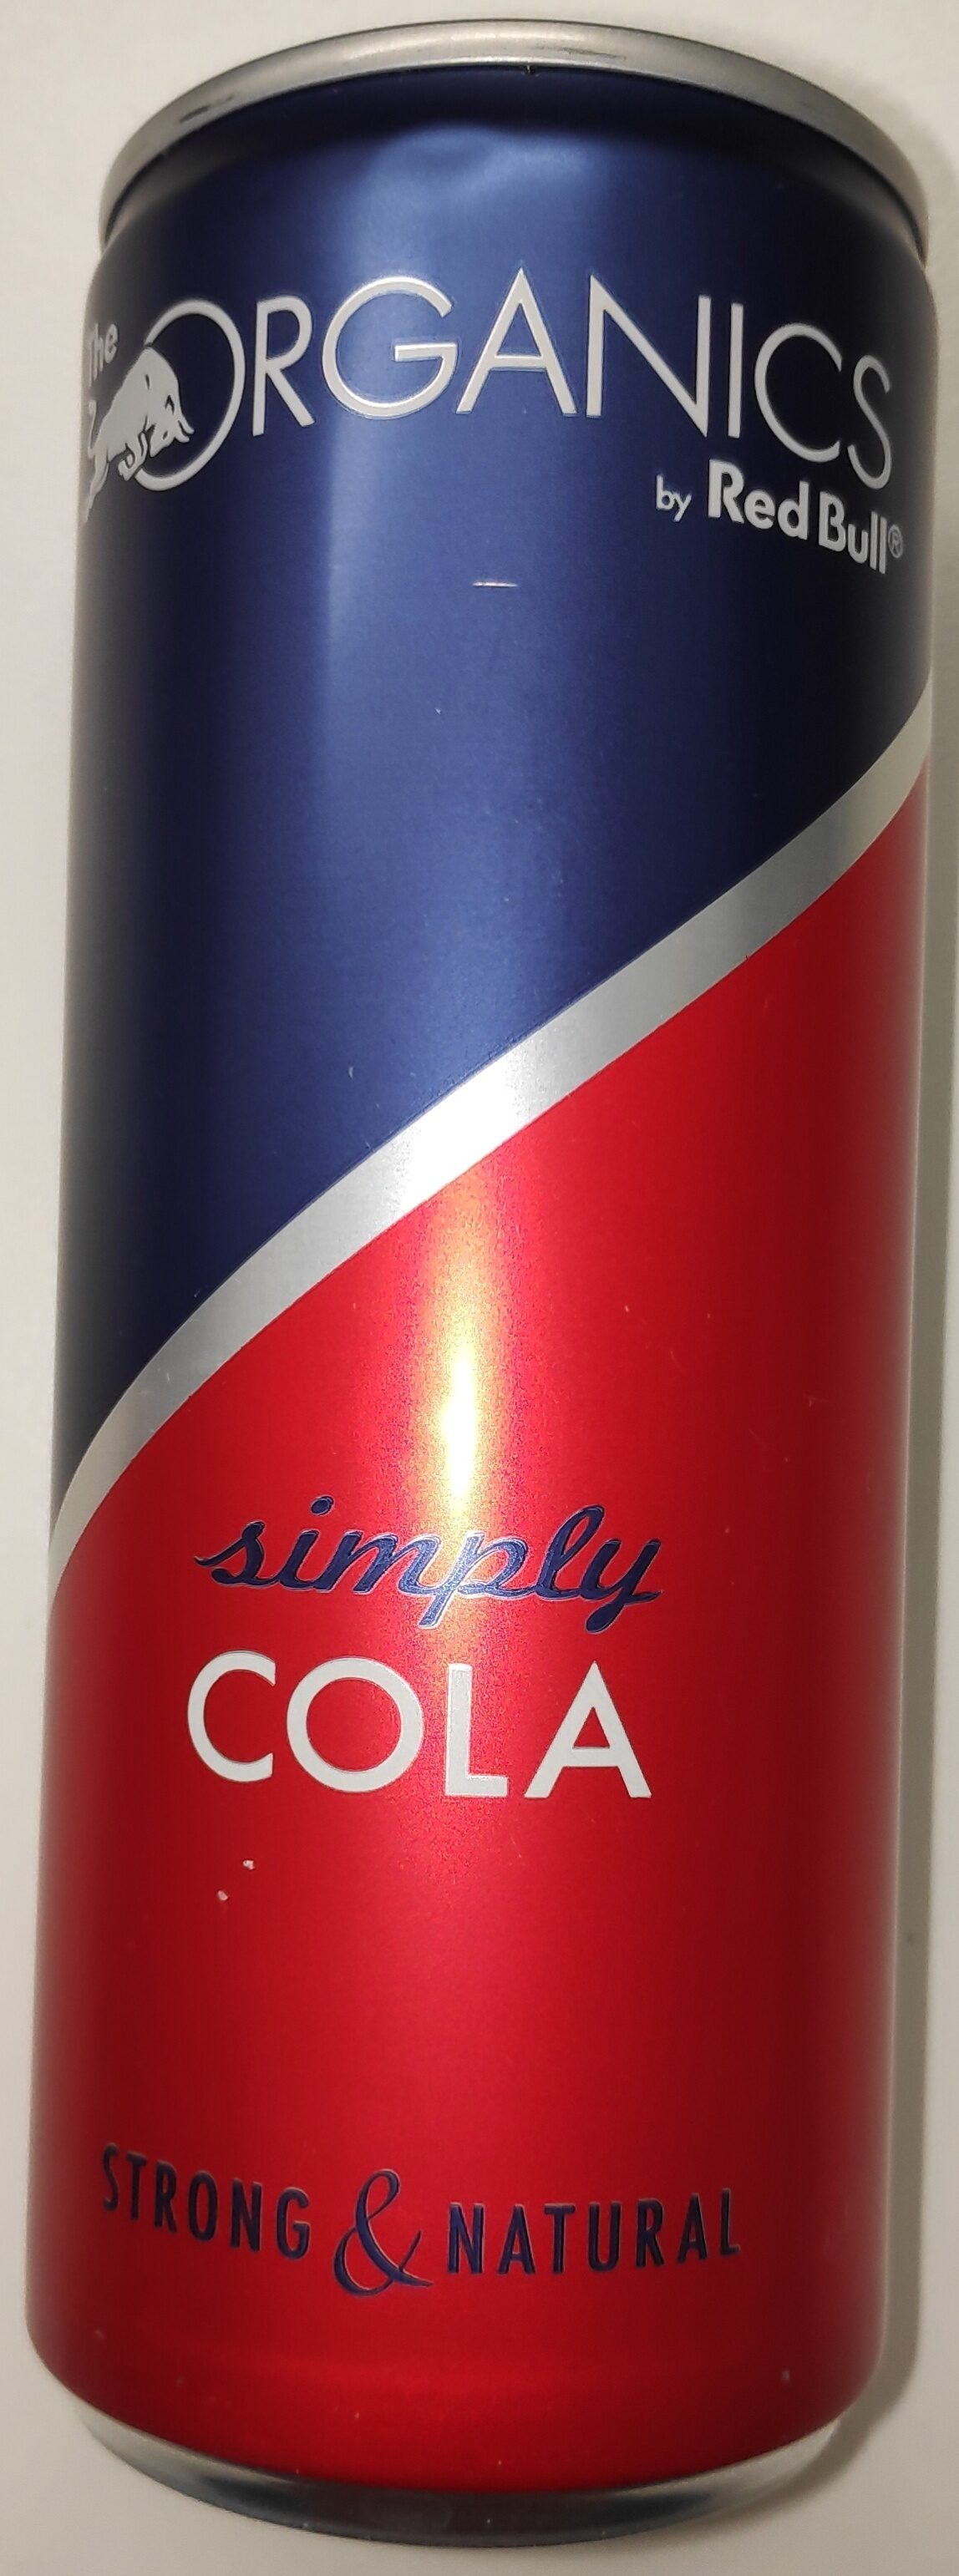 The
ORGANICS
by Red Bull®
simply
COLA
STRONG & NATURAL